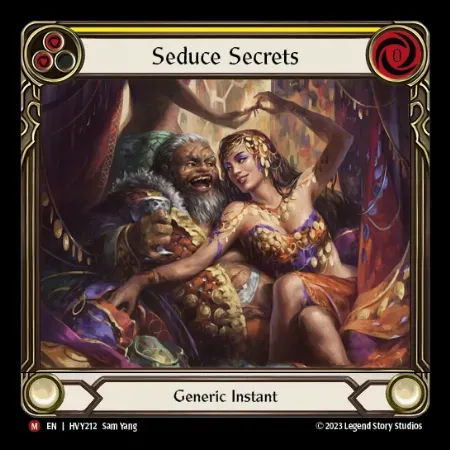 0
Seduce Secrets
Generic Instant
M EN | HVY212 Sam Yang
© 2023 Legend Story Studios